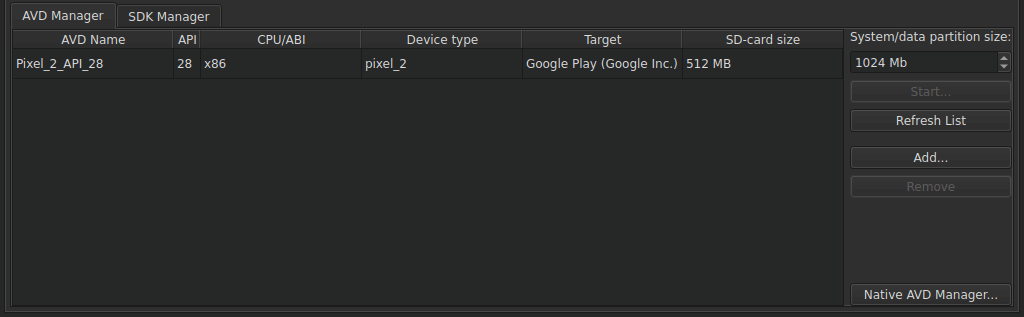 AVD Manager SDK Manager
AVD Name API CPU/ABI Device type Target SD-card size
Pixel_2_API_28 28 x86 pixel_2 Google Play (Google Inc.) 512 MB
System/data partition size:
1024 Mb
Start...
Refresh List
Add...
Remove
Native AVD Manager...